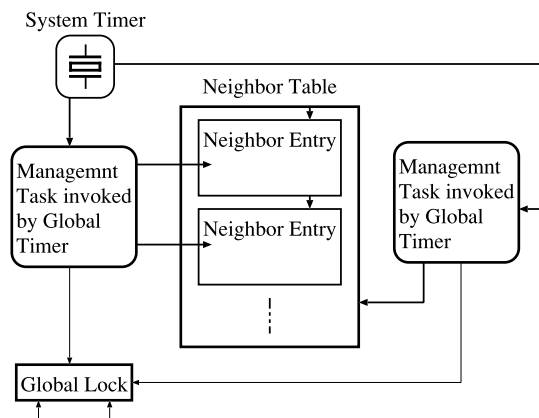 System Timer
Neighbor Table
Neighbor Entry
Managemnt
Task invoked
by Global
Timer
Neighbor Entry
Managemnt
Task invoked
by Global
Timer
Global Lock